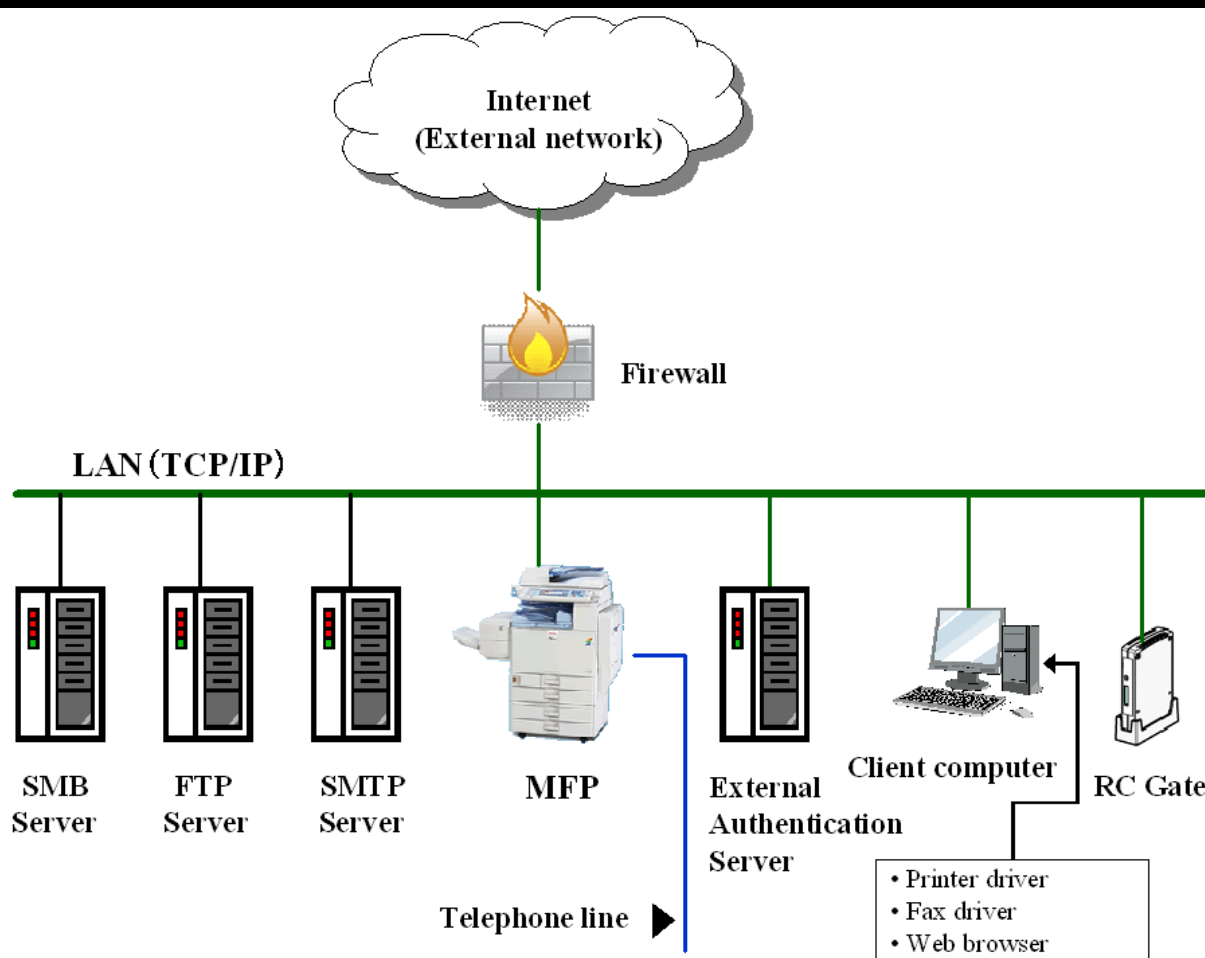 Internet
(External network)
Firewall
LAN (TCP/IP)
SMB
Server
FTP
Server
SMTP
Server
MFP
External
Authentication
Server
Client computer
RC Gate
Telephone line
• Printer driver
• Fax driver
• Web browser